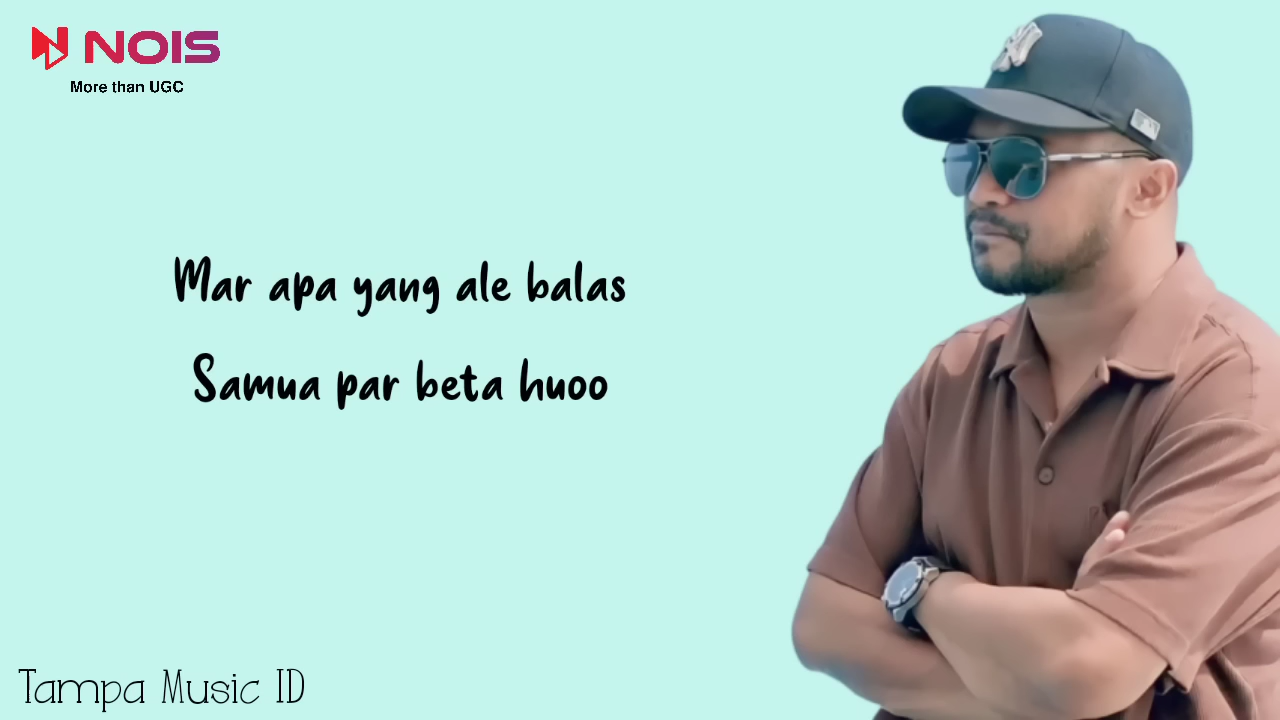 NOIS
More than UGC
Mar apa yang ale balas
Samua par beta huoo
Tampa Music ID